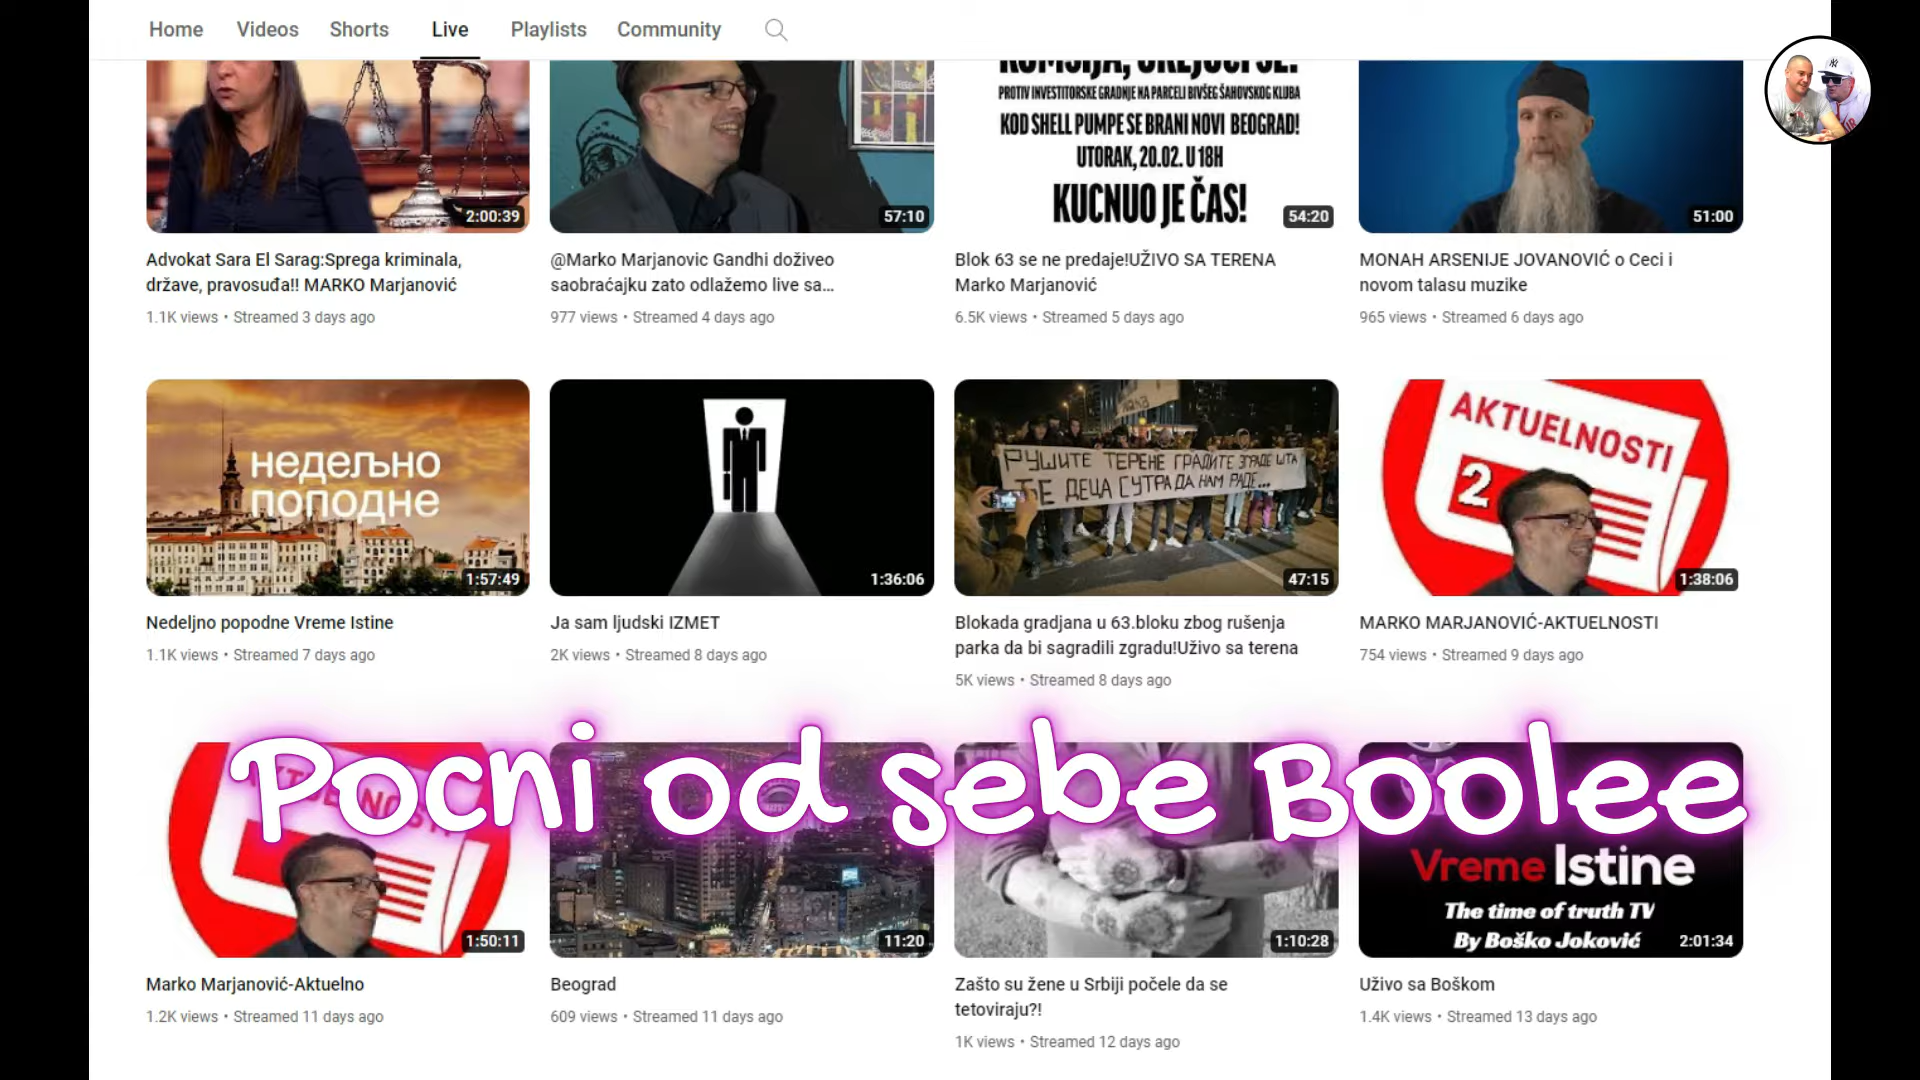 Home Videos Shorts Live Playlists Community
PROTIV INVESTITORSKE GRADNJE NA PARCELI BIVŠEG ŠAHOVSKOG KLUBA
KOD SHELL PUMPE SE BRANI NOVI BEOGRAD!
UTORAK, 20.02. U 18H
KUCNUO JE ČAS!
2:00:39
57:10
54:20
51:00
Advokat Sara El Sarag:Sprega kriminala,
države, pravosuđa!! MARKO Marjanović
1.1K views • Streamed 3 days ago
@Marko Marjanovic Gandhi doživeo
saobraćajku zato odlažemo live sa...
977 views • Streamed 4 days ago
Blok 63 se ne predaje!UŽIVO SA TERENA
Marko Marjanović
6.5K views • Streamed 5 days ago
MONAH ARSENIJE JOVANOVIĆ o Ceci i
novom talasu muzike
965 views • Streamed 6 days ago
недељно
поподне
1:57:49
1:36:06
РУШИТЕ ТЕРЕНЕ ГРАДИТЕ ЗГРАДЕ ШТА
ЋЕ ДЕЦА СУТРА ДА НАМ РАДЕ...
47:15
AKTUELNOSTI
2
1:38:06
Nedeljno popodne Vreme Istine
1.1K views • Streamed 7 days ago
Ja sam ljudski IZMET
2K views • Streamed 8 days ago
Blokada gradjana u 63.bloku zbog rušenja
parka da bi sagradili zgradu!Uživo sa terena
5K views • Streamed 8 days ago
MARKO MARJANOVIĆ-AKTUELNOSTI
754 views • Streamed 9 days ago
Pocni od sebe Boolee
1:50:11
11:20
1:10:28
Vreme Istine
The time of truth TV
By Boško Joković
2:01:34
Marko Marjanović-Aktuelno
1.2K views • Streamed 11 days ago
Beograd
609 views • Streamed 11 days ago
Zašto su žene u Srbiji počele da se
tetoviraju?!
1K views • Streamed 12 days ago
Uživo sa Boškom
1.4K views • Streamed 13 days ago